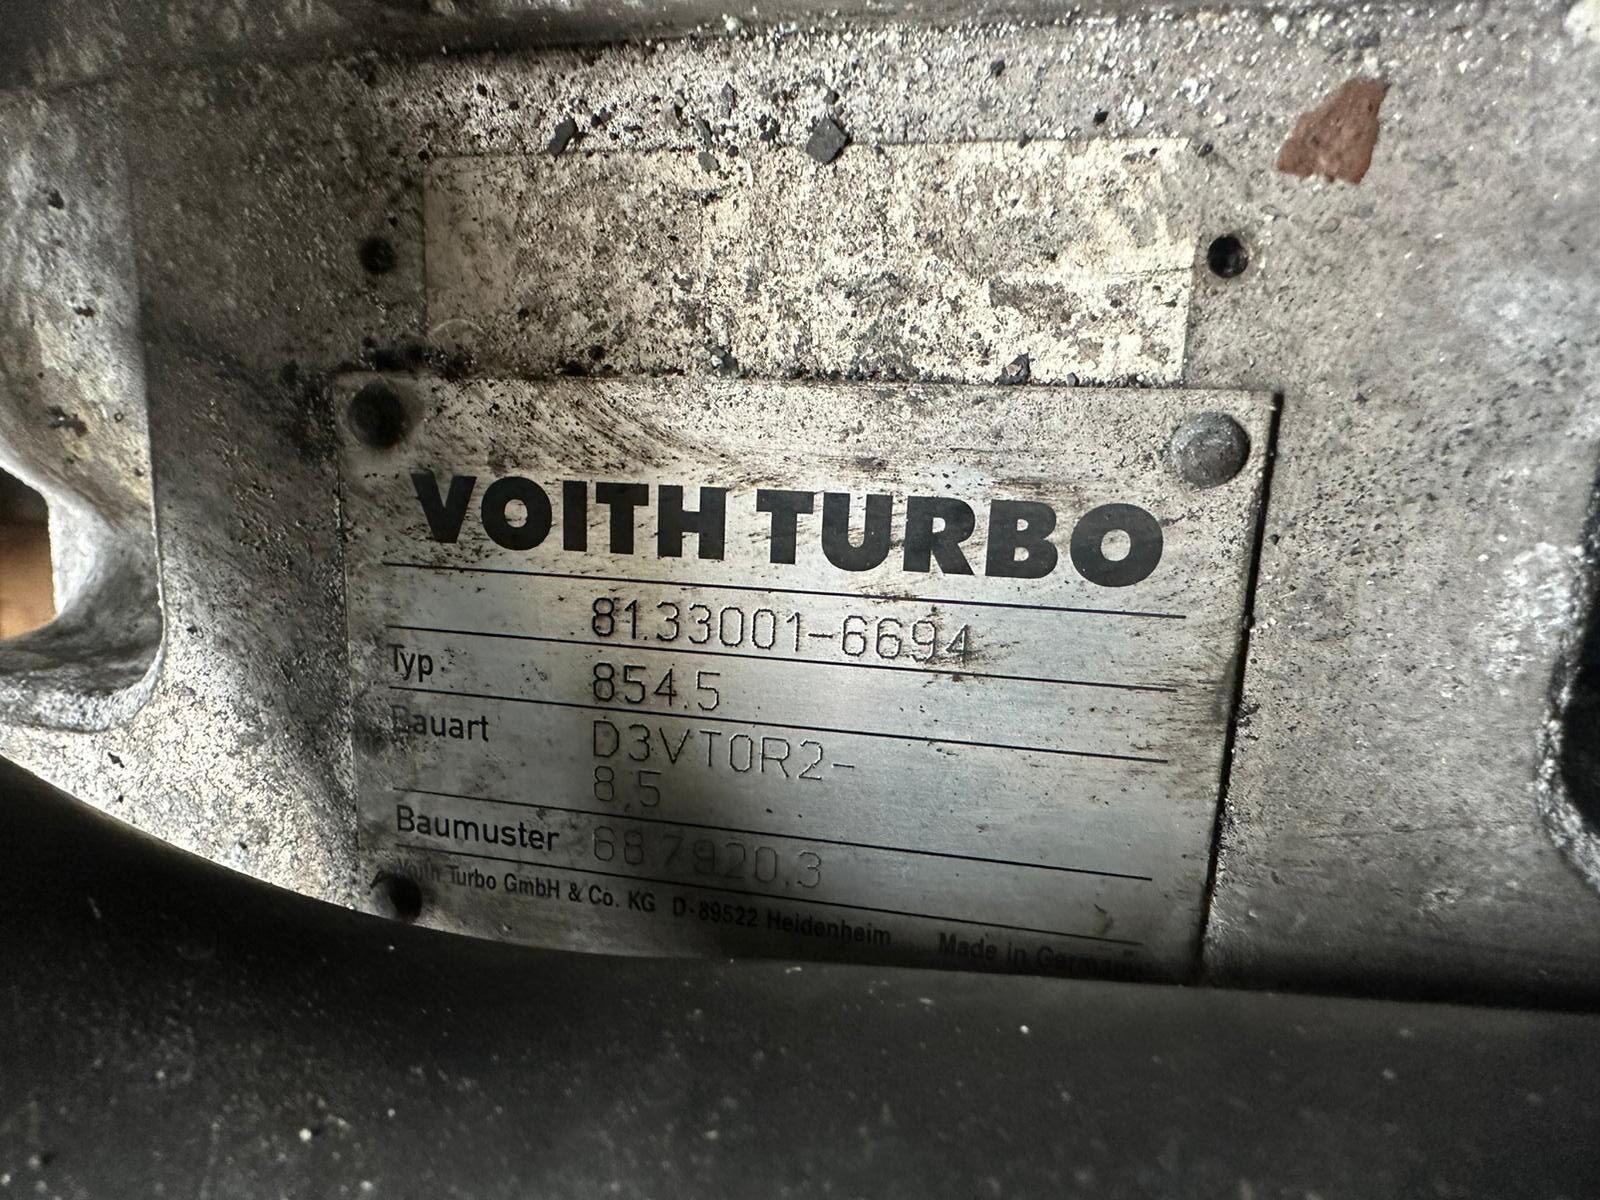 VOITH TURBO
81.33001-6694
Typ 854.5
Bauart D3VTOR2-
8,5
Baumuster 68.7920.3
Voith Turbo GmbH & Co. KG D-89522 Heidenheim Made in Germany